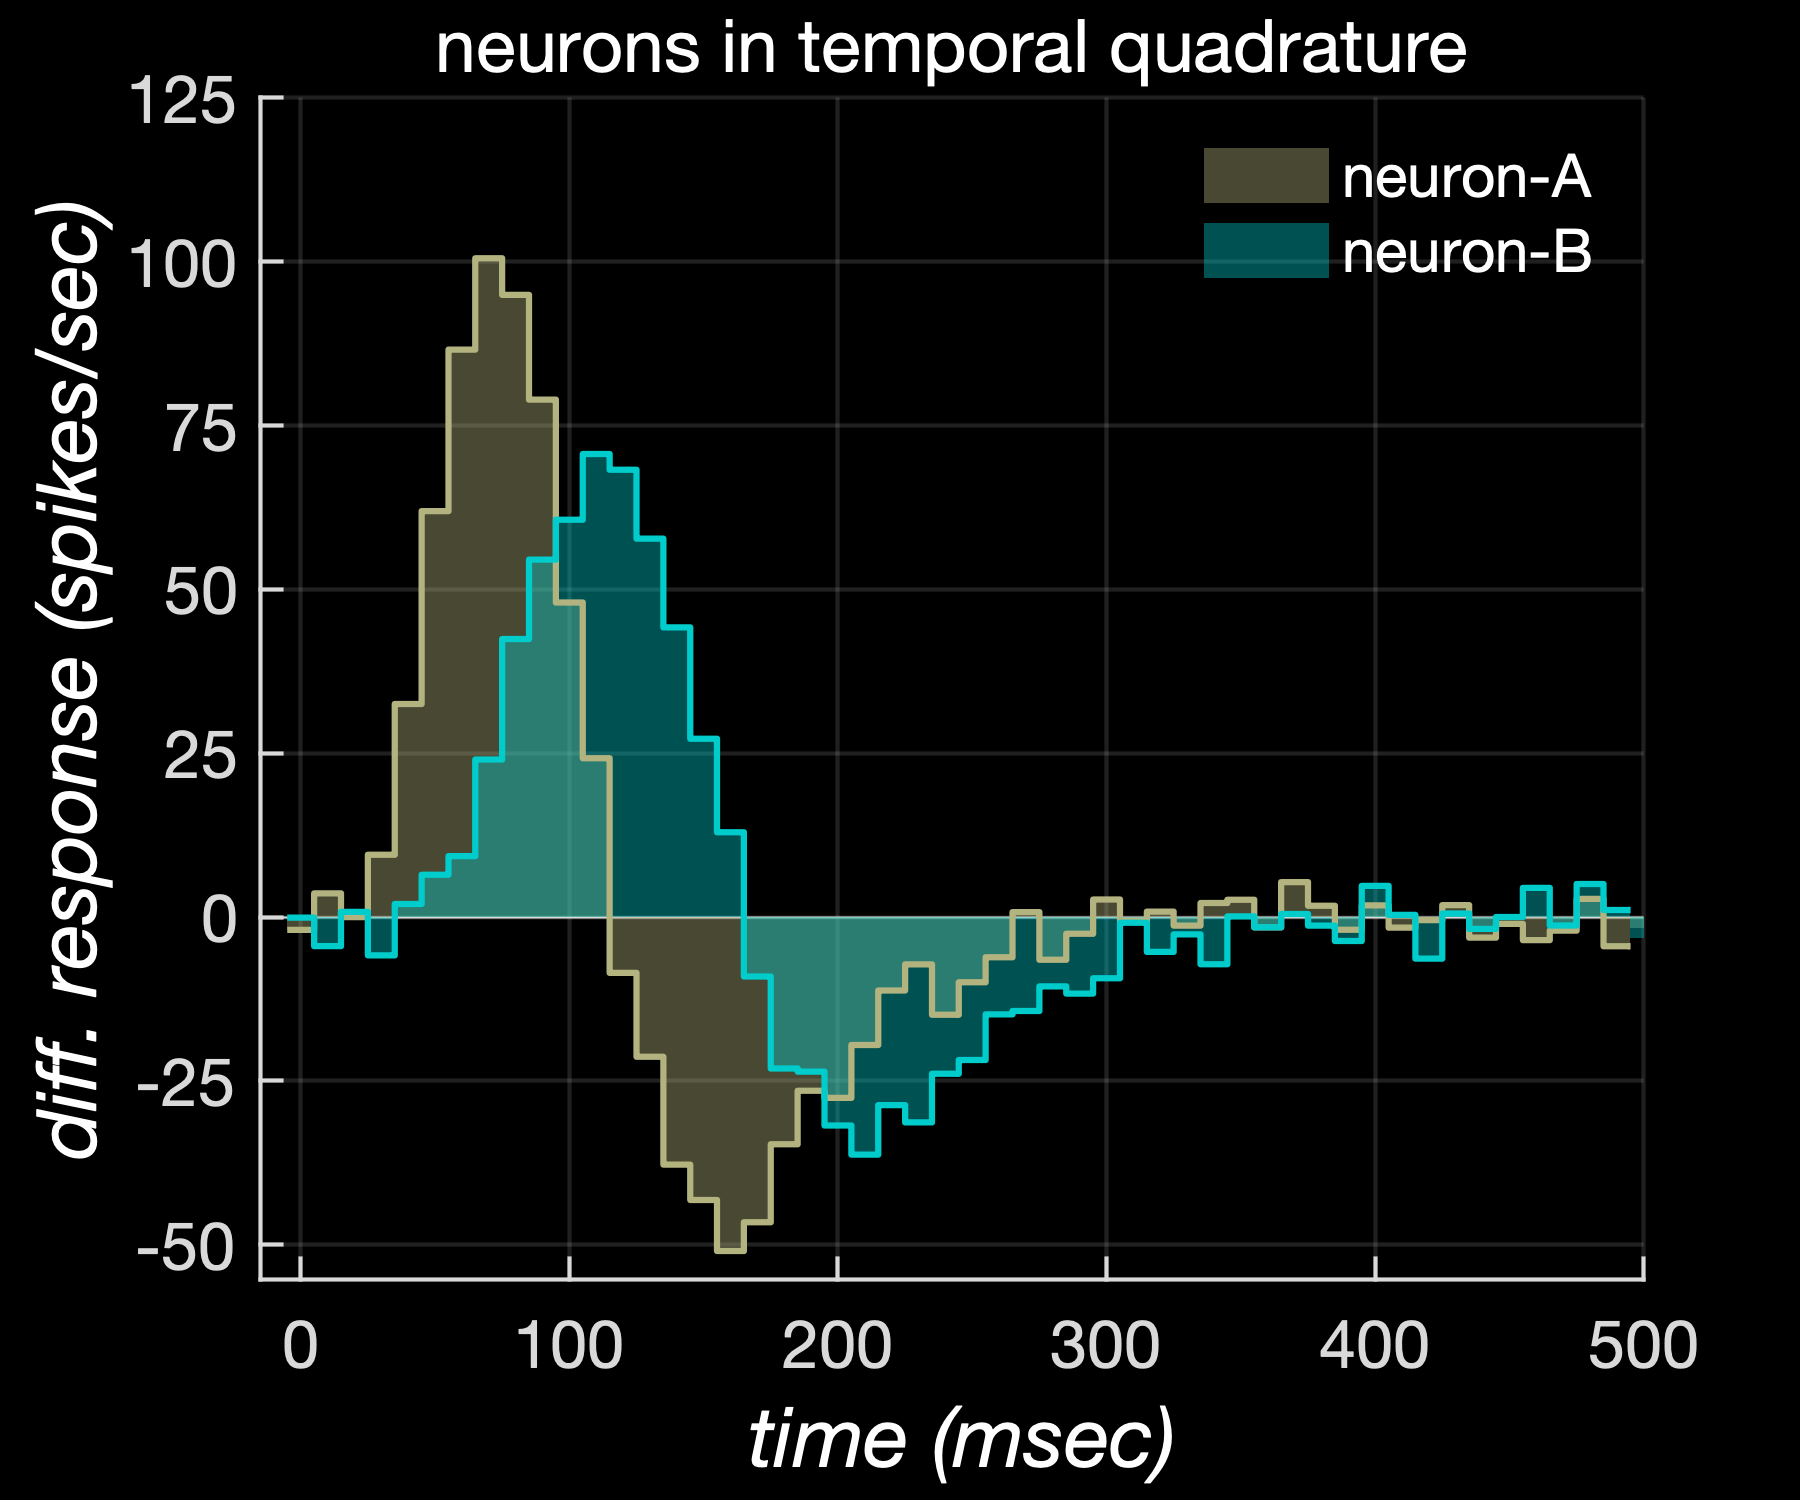 neurons in temporal quadrature
125
100
75
50
25
0
-25
-50
diff. response (spikes/sec)
neuron-A
neuron-B
0 100 200 300 400 500
time (msec)